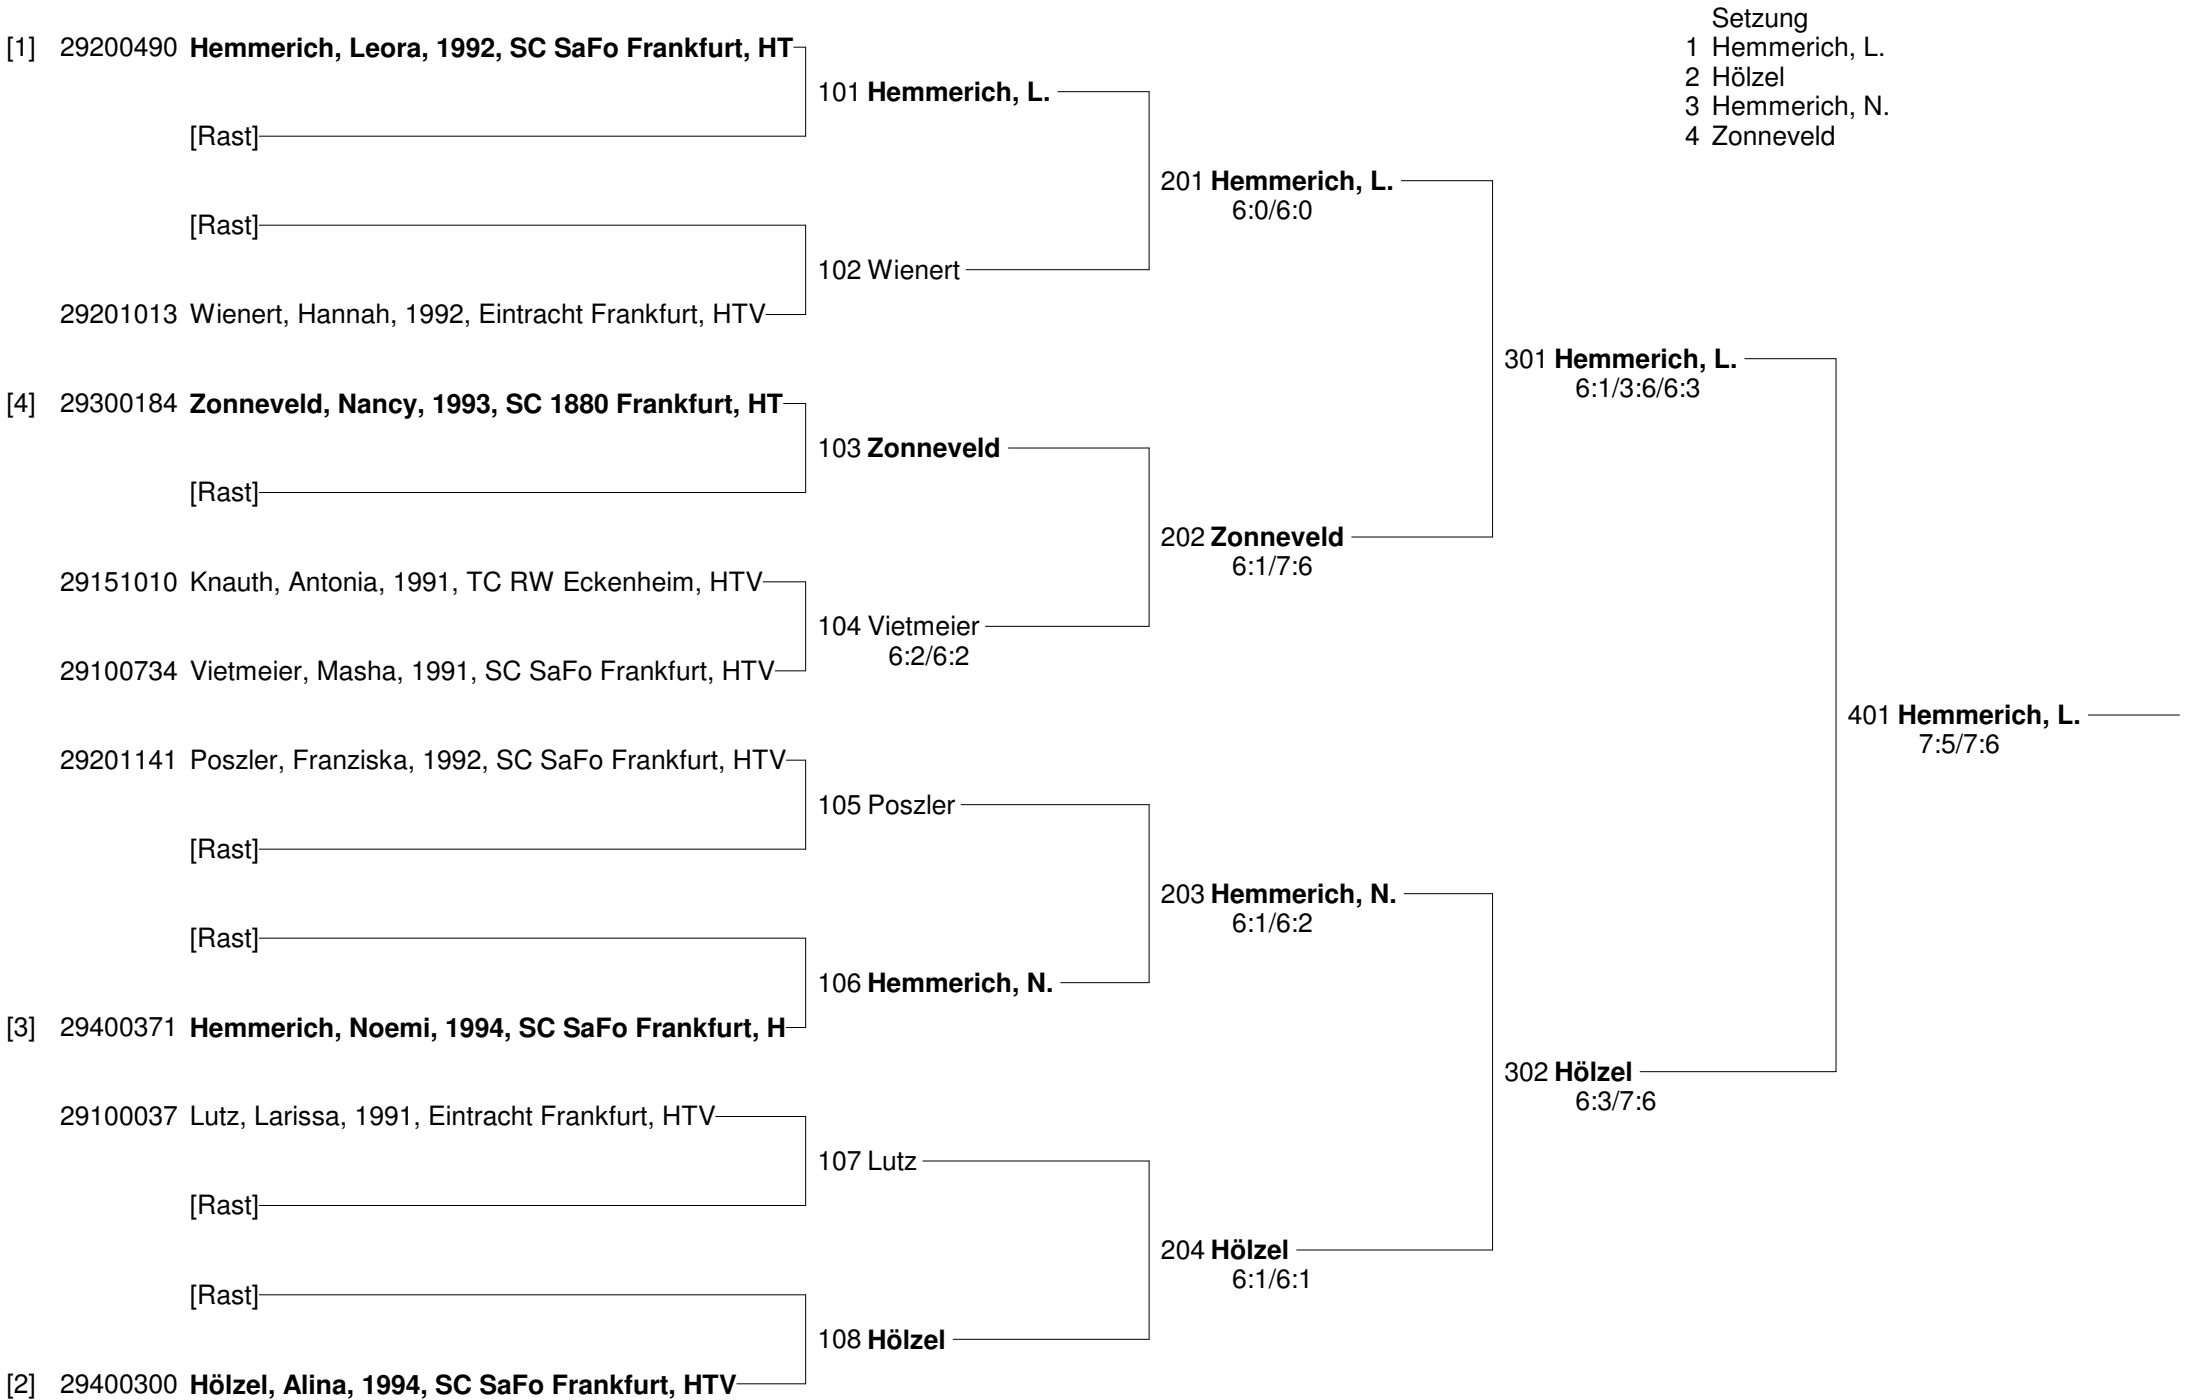 Setzung
1 Hemmerich, L.
2 Hölzel
3 Hemmerich, N.
4 Zonneveld
[1] 29200490 Hemmerich, Leora, 1992, SC SaFo Frankfurt, HT
101 Hemmerich, L.
[Rast]
201 Hemmerich, L.
6:0/6:0
[Rast]
102 Wienert
29201013 Wienert, Hannah, 1992, Eintracht Frankfurt, HTV
301 Hemmerich, L.
6:1/3:6/6:3
[4] 29300184 Zonneveld, Nancy, 1993, SC 1880 Frankfurt, HT
103 Zonneveld
[Rast]
202 Zonneveld
6:1/7:6
29151010 Knauth, Antonia, 1991, TC RW Eckenheim, HTV
104 Vietmeier
6:2/6:2
29100734 Vietmeier, Masha, 1991, SC SaFo Frankfurt, HTV
401 Hemmerich, L.
7:5/7:6
29201141 Poszler, Franziska, 1992, SC SaFo Frankfurt, HTV
105 Poszler
[Rast]
203 Hemmerich, N.
6:1/6:2
[Rast]
106 Hemmerich, N.
[3] 29400371 Hemmerich, Noemi, 1994, SC SaFo Frankfurt, H
302 Hölzel
6:3/7:6
29100037 Lutz, Larissa, 1991, Eintracht Frankfurt, HTV
107 Lutz
[Rast]
204 Hölzel
6:1/6:1
[Rast]
108 Hölzel
[2] 29400300 Hölzel, Alina, 1994, SC SaFo Frankfurt, HTV